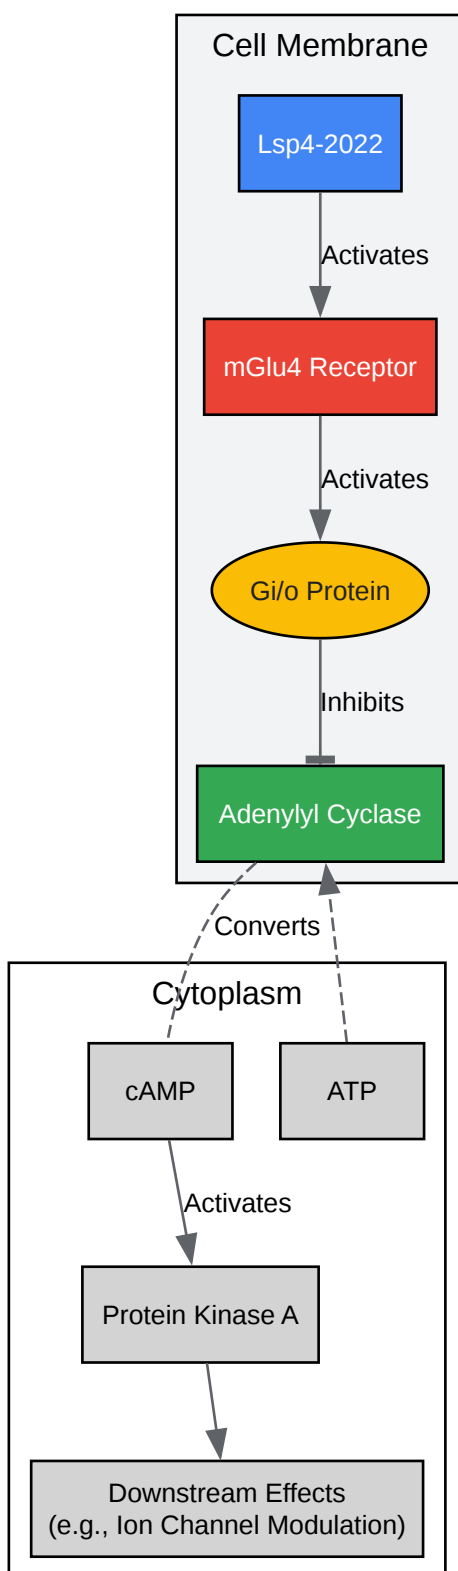 Cell Membrane
Lsp4-2022
Activates
mGlu4 Receptor
Activates
Gi/o Protein
Inhibits
Adenylyl Cyclase
Converts
Cytoplasm
cAMP
ATP
Activates
Protein Kinase A
Downstream Effects
(e.g., Ion Channel Modulation)